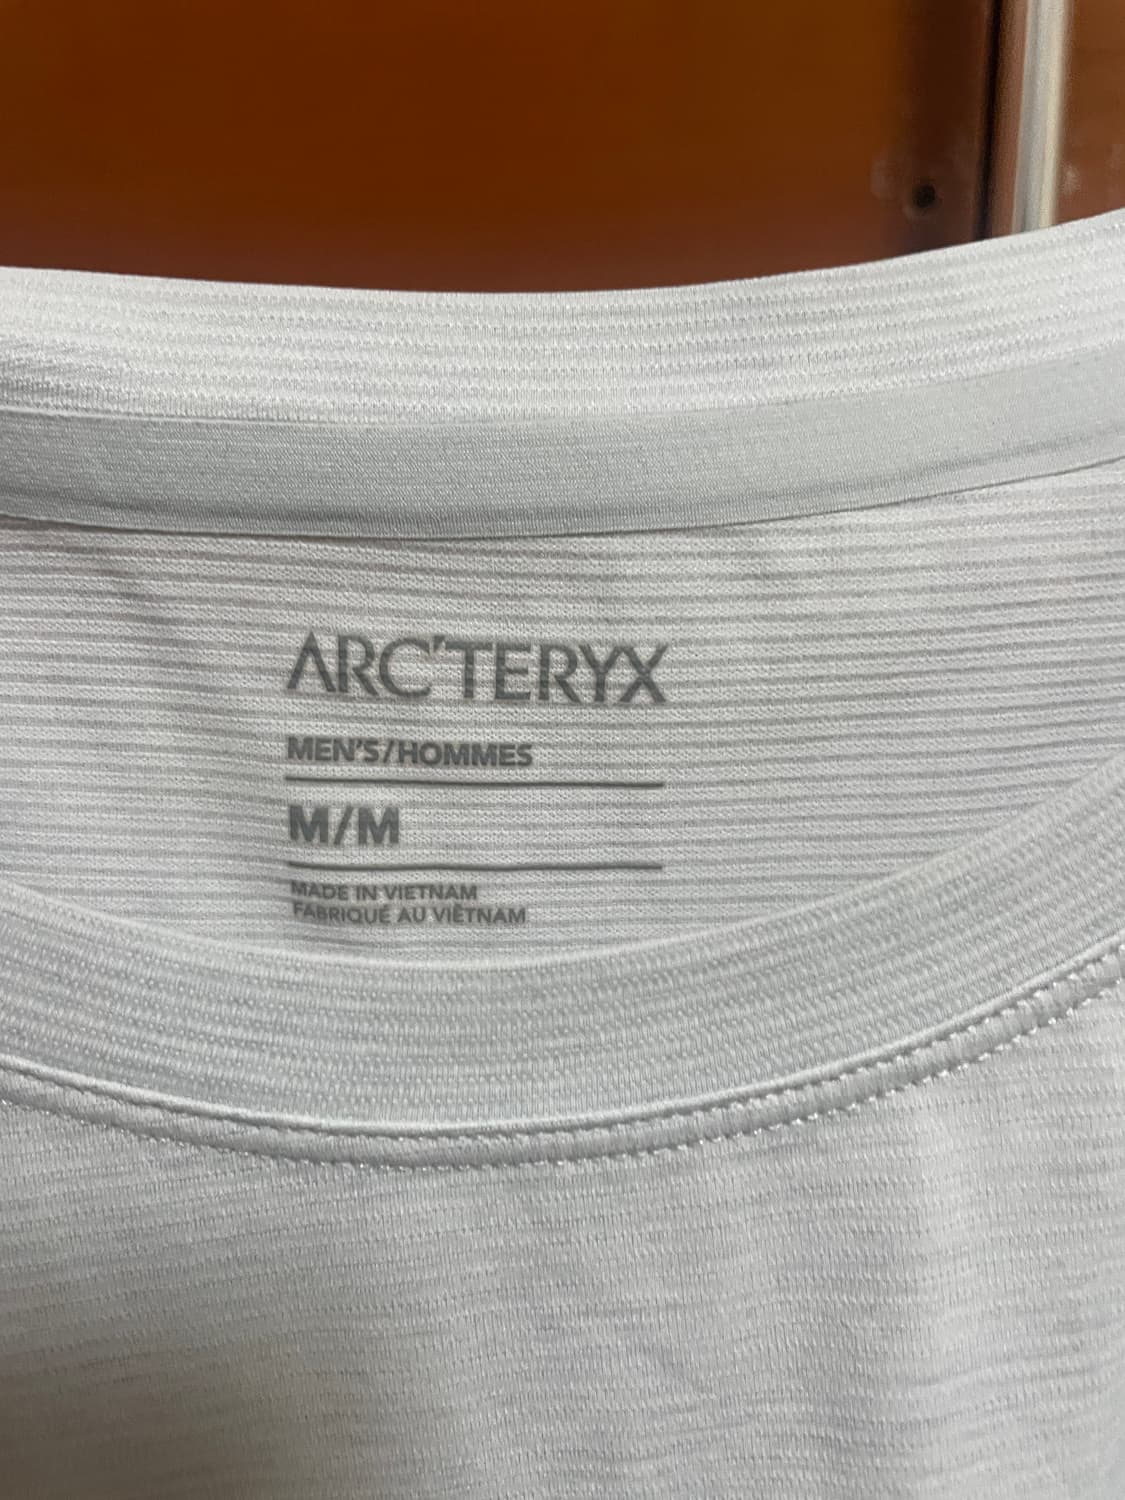 ARC'TERYX
MEN'S/HOMMES
M/M
MADE IN VIETNAM
FABRIQUÉ AU VIÊTNAM